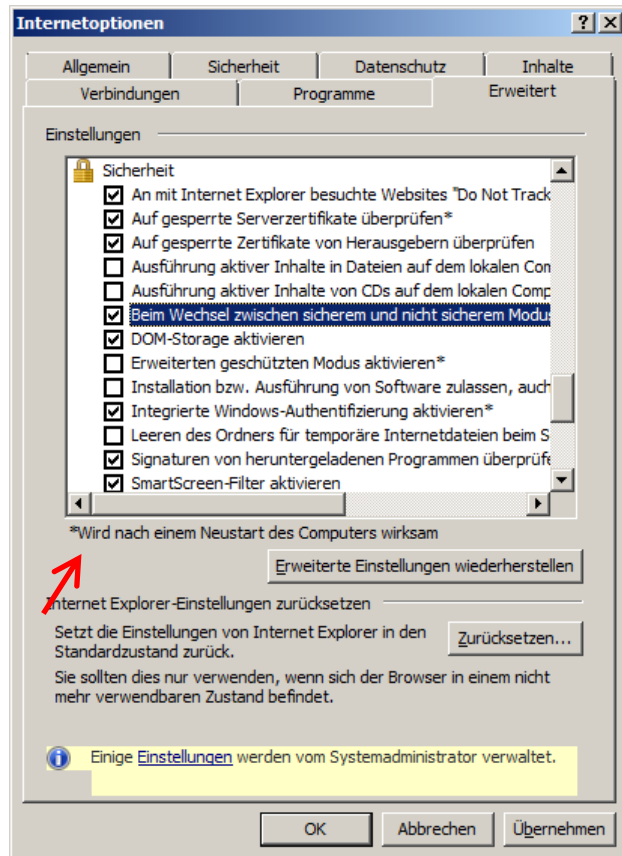 Internetoptionen
Allgemein Sicherheit Datenschutz Inhalte
Verbindungen Programme Erweitert
Einstellungen
Sicherheit
An mit Internet Explorer besuchte Websites "Do Not Track
Auf gesperrte Serverzertifikate überprüfen*
Auf gesperrte Zertifikate von Herausgebern überprüfen
Ausführung aktiver Inhalte in Dateien auf dem lokalen Com
Ausführung aktiver Inhalte von CDs auf dem lokalen Comp
Beim Wechsel zwischen sicherem und nicht sicherem Modus
DOM-Storage aktivieren
Erweiterten geschützten Modus aktivieren*
Installation bzw. Ausführung von Software zulassen, auch
Integrierte Windows-Authentifizierung aktivieren*
Leeren des Ordners für temporäre Internetdateien beim S
Signaturen von heruntergeladenen Programmen überprüfe
SmartScreen-Filter aktivieren
*Wird nach einem Neustart des Computers wirksam
Erweiterte Einstellungen wiederherstellen
Internet Explorer-Einstellungen zurücksetzen
Setzt die Einstellungen von Internet Explorer in den
Standardzustand zurück.
Zurücksetzen...
Sie sollten dies nur verwenden, wenn sich der Browser in einem nicht
mehr verwendbaren Zustand befindet.
Einige Einstellungen werden vom Systemadministrator verwaltet.
OK Abbrechen Übernehmen